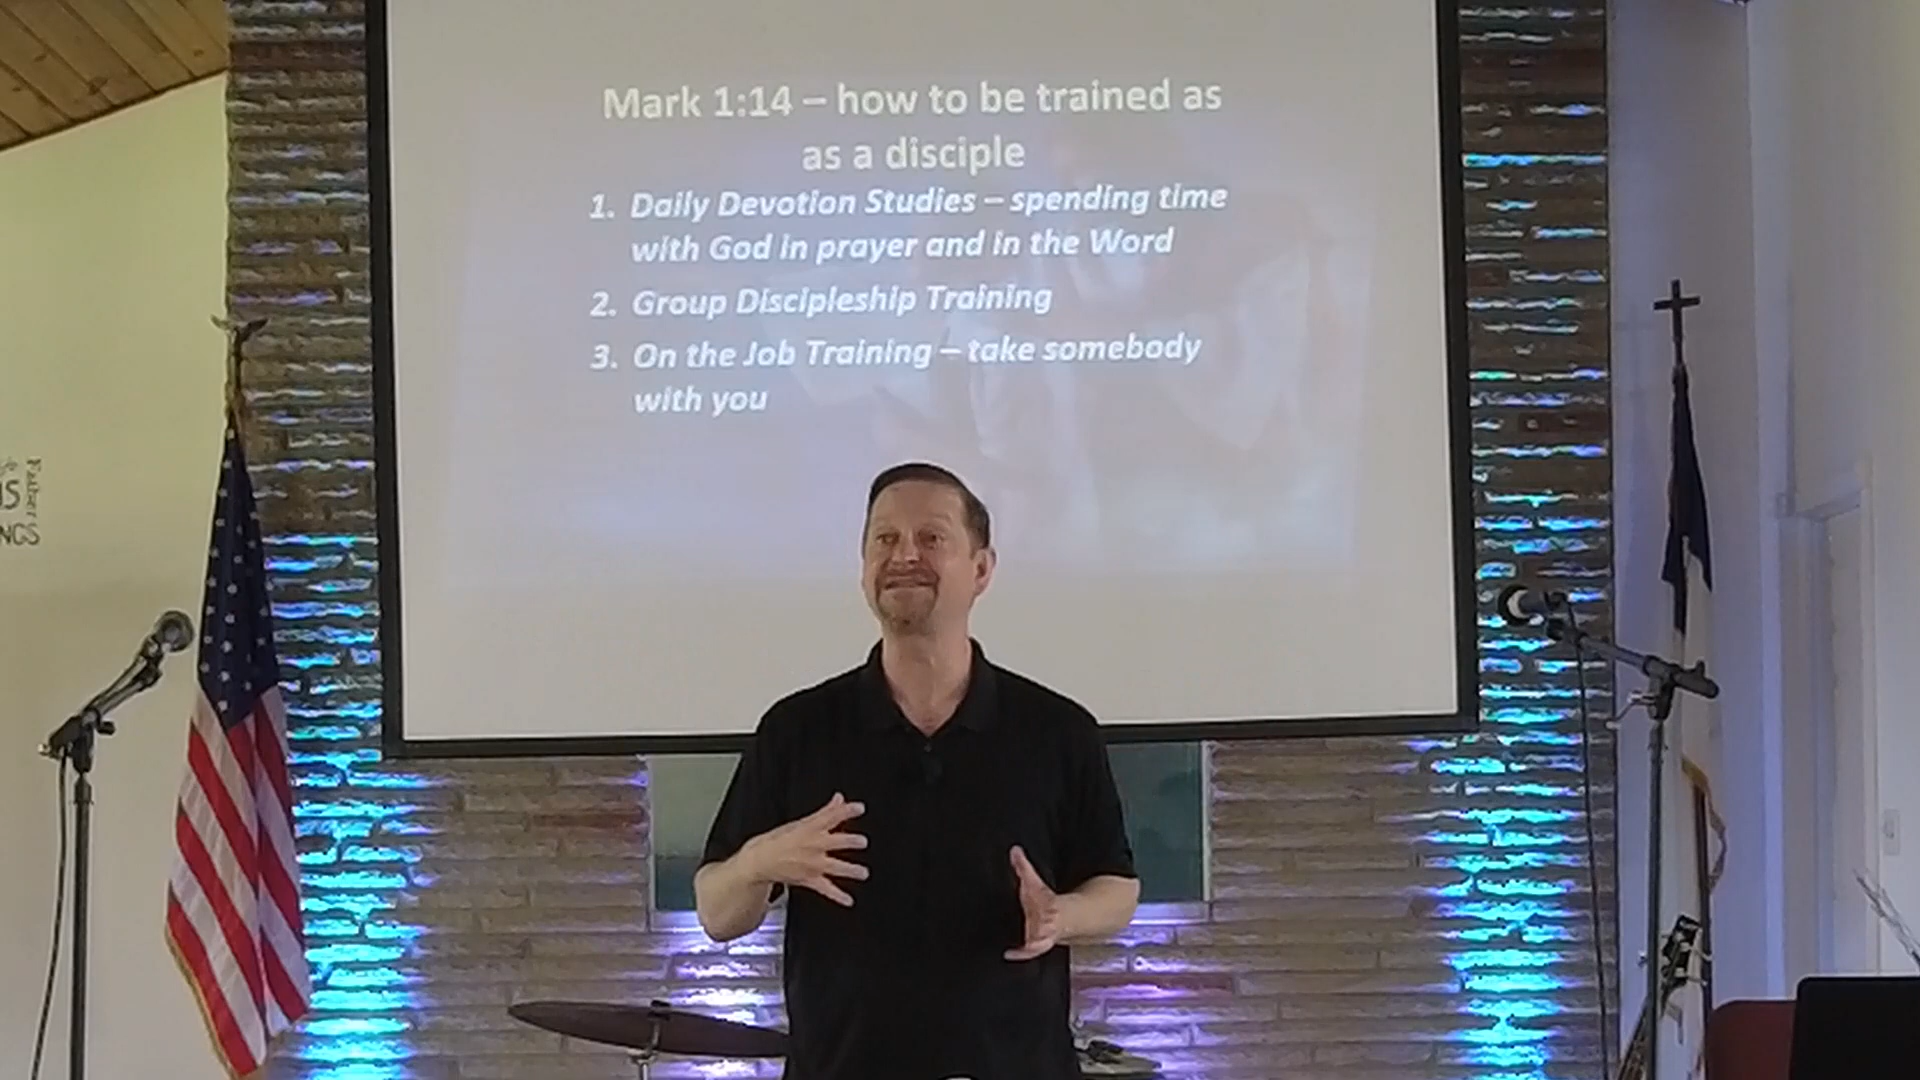 Mark 1:14 – how to be trained as
as a disciple
1. Daily Devotion Studies – spending time
with God in prayer and in the Word
2. Group Discipleship Training
3. On the Job Training – take somebody
with you
Father